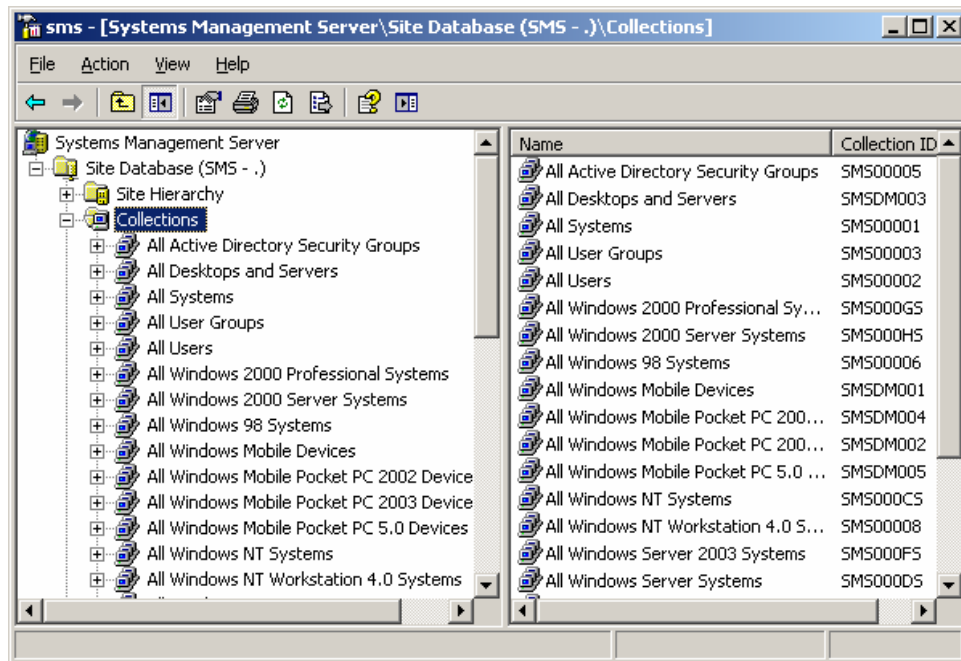 sms - [Systems Management Server\Site Database (SMS - .)\Collections]
File Action View Help
Systems Management Server
Site Database (SMS - .)
Site Hierarchy
Collections
All Active Directory Security Groups
All Desktops and Servers
All Systems
All User Groups
All Users
All Windows 2000 Professional Systems
All Windows 2000 Server Systems
All Windows 98 Systems
All Windows Mobile Devices
All Windows Mobile Pocket PC 2002 Device
All Windows Mobile Pocket PC 2003 Device
All Windows Mobile Pocket PC 5.0 Devices
All Windows NT Systems
All Windows NT Workstation 4.0 Systems
Name Collection ID
All Active Directory Security Groups SMS00005
All Desktops and Servers SMSDM003
All Systems SMS00001
All User Groups SMS00003
All Users SMS00002
All Windows 2000 Professional Sy... SMS000GS
All Windows 2000 Server Systems SMS000HS
All Windows 98 Systems SMS00006
All Windows Mobile Devices SMSDM001
All Windows Mobile Pocket PC 200... SMSDM004
All Windows Mobile Pocket PC 200... SMSDM002
All Windows Mobile Pocket PC 5.0 ... SMSDM005
All Windows NT Systems SMS000CS
All Windows NT Workstation 4.0 S... SMS00008
All Windows Server 2003 Systems SMS000FS
All Windows Server Systems SMS000DS